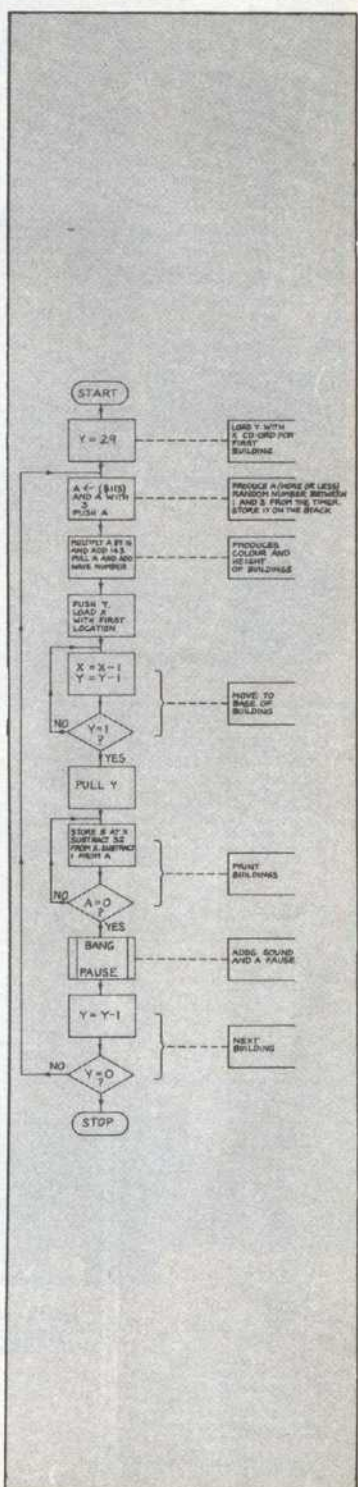 START
Y = 29
LOAD Y WITH
X CO-ORD FOR
FIRST
BUILDING
A <- ($113)
AND A WITH
3
PUSH A
PRODUCE A (MORE OR LESS)
RANDOM NUMBER BETWEEN
1 AND 3 FROM THE TIMER.
STORE IT ON THE STACK
MULTIPLY A BY 16
AND ADD 143
PULL A AND ADD
WAVE NUMBER
PRODUCES
COLOUR AND
HEIGHT
OF BUILDINGS
PUSH Y,
LOAD X
WITH FIRST
LOCATION
X = X-1
Y = Y-1
MOVE TO
BASE OF
BUILDING
NO
Y=1
?
YES
PULL Y
STORE B AT X
SUBTRACT 32
FROM X. SUBTRACT
1 FROM A
PRINT
BUILDINGS
NO
A=0
?
YES
BANG
PAUSE
ADDS SOUND
AND A PAUSE
Y = Y-1
NEXT
BUILDING
NO
Y=0
?
STOP